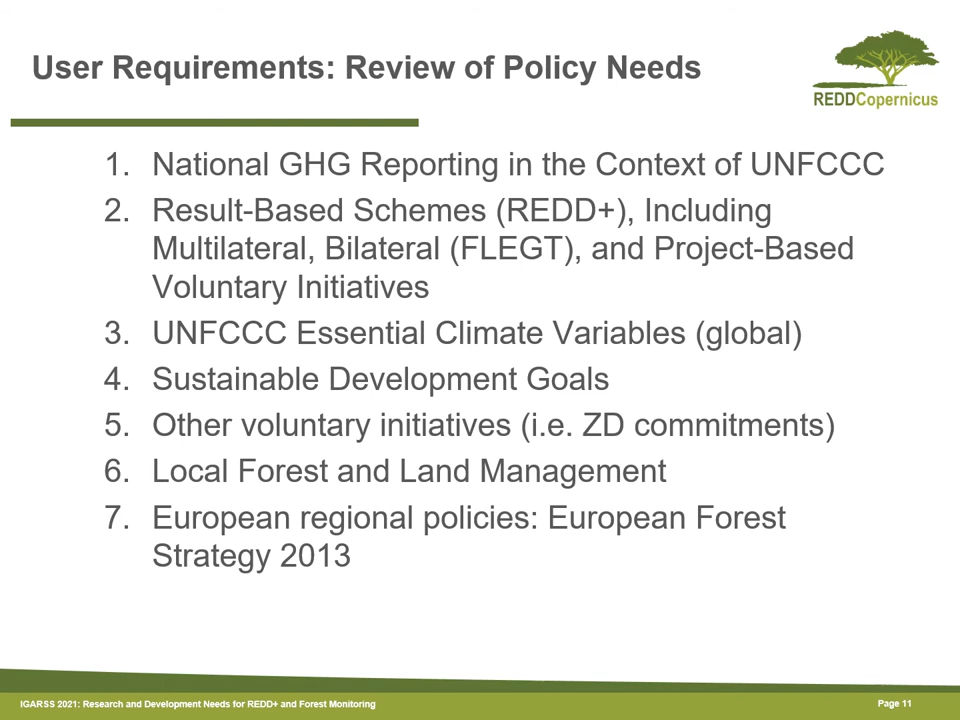 User Requirements: Review of Policy Needs
REDDCopernicus
1. National GHG Reporting in the Context of UNFCCC
2. Result-Based Schemes (REDD+), Including
Multilateral, Bilateral (FLEGT), and Project-Based
Voluntary Initiatives
3. UNFCCC Essential Climate Variables (global)
4. Sustainable Development Goals
5. Other voluntary initiatives (i.e. ZD commitments)
6. Local Forest and Land Management
7. European regional policies: European Forest
Strategy 2013
IGARSS 2021: Research and Development Needs for REDD+ and Forest Monitoring
Page 11